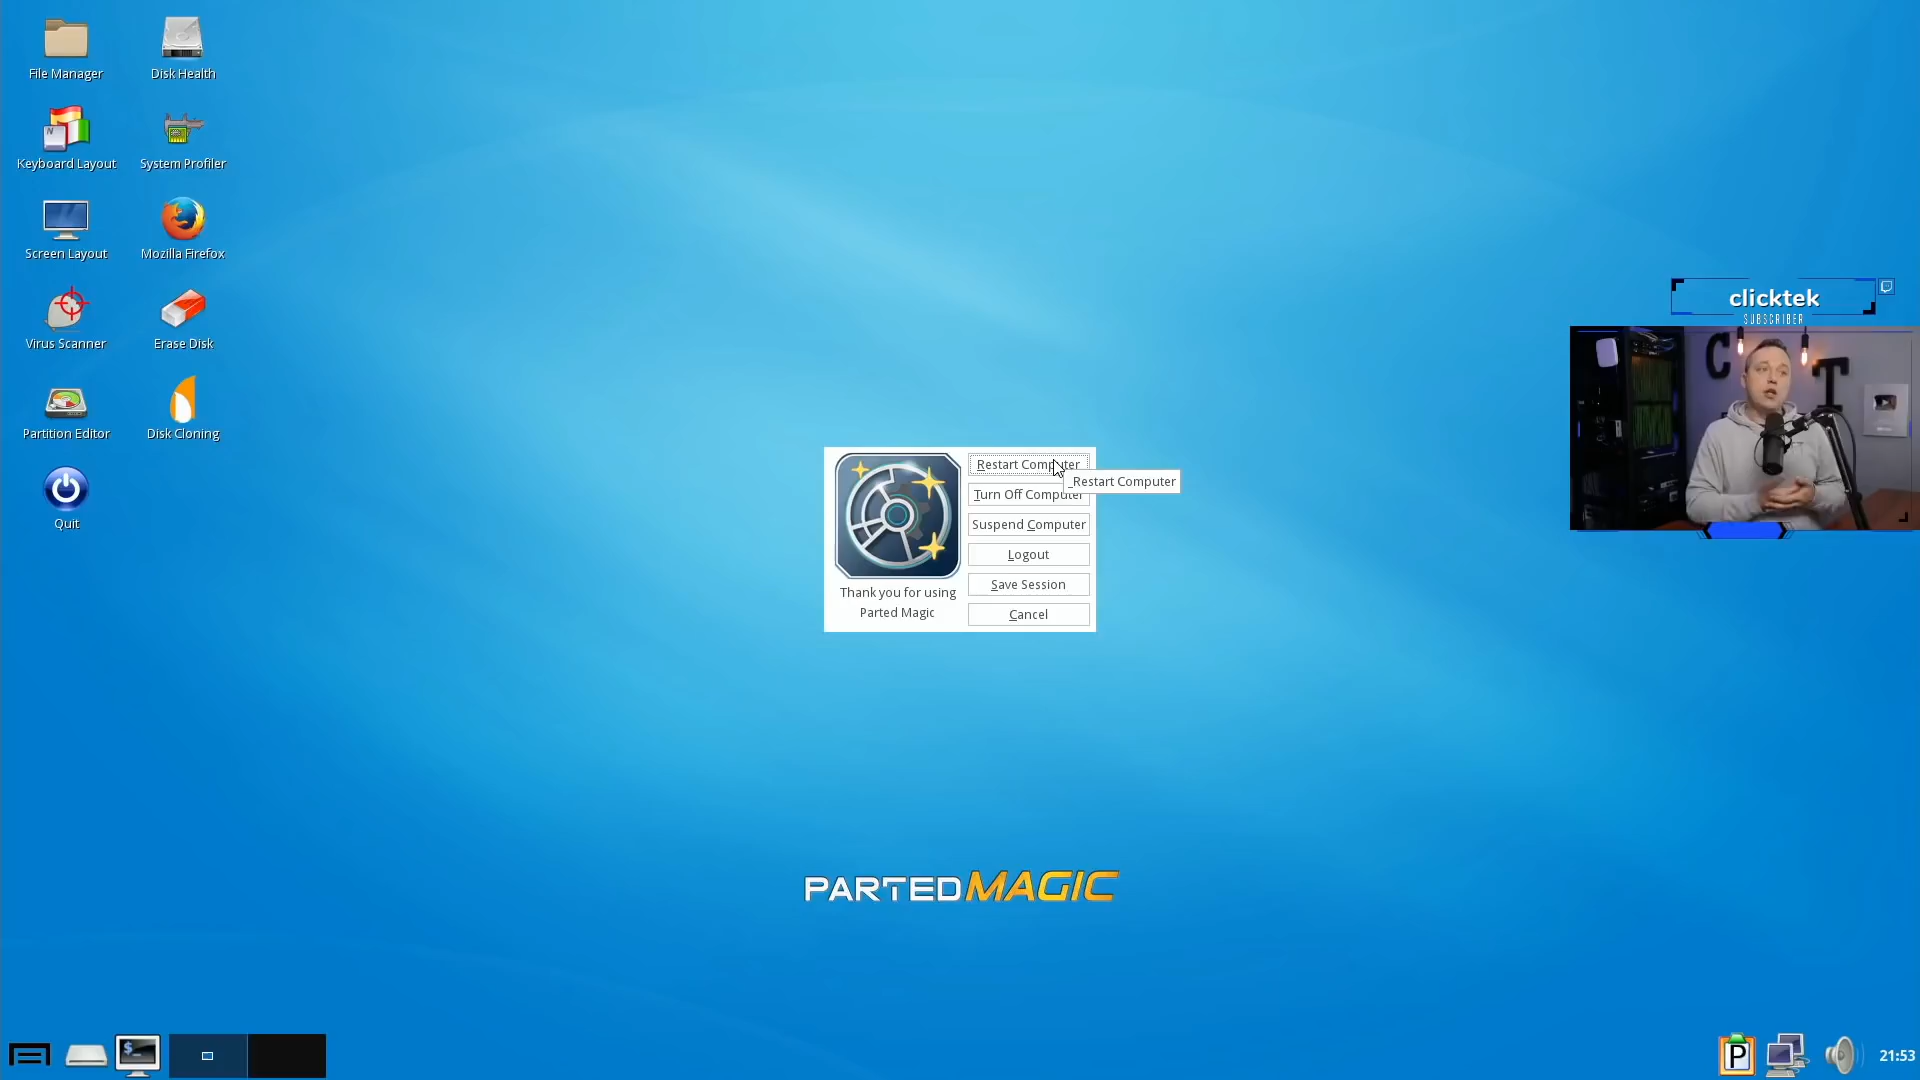 File Manager
Disk Health
Keyboard Layout
System Profiler
Screen Layout
Mozilla Firefox
Virus Scanner
Erase Disk
Partition Editor
Disk Cloning
Quit
Restart Computer
_Restart Computer
Turn Off Computer
Suspend Computer
Logout
Save Session
Cancel
Thank you for using
Parted Magic
clicktek
SUBSCRIBER
C T
PARTEDMAGIC
N
$_
P
21:53